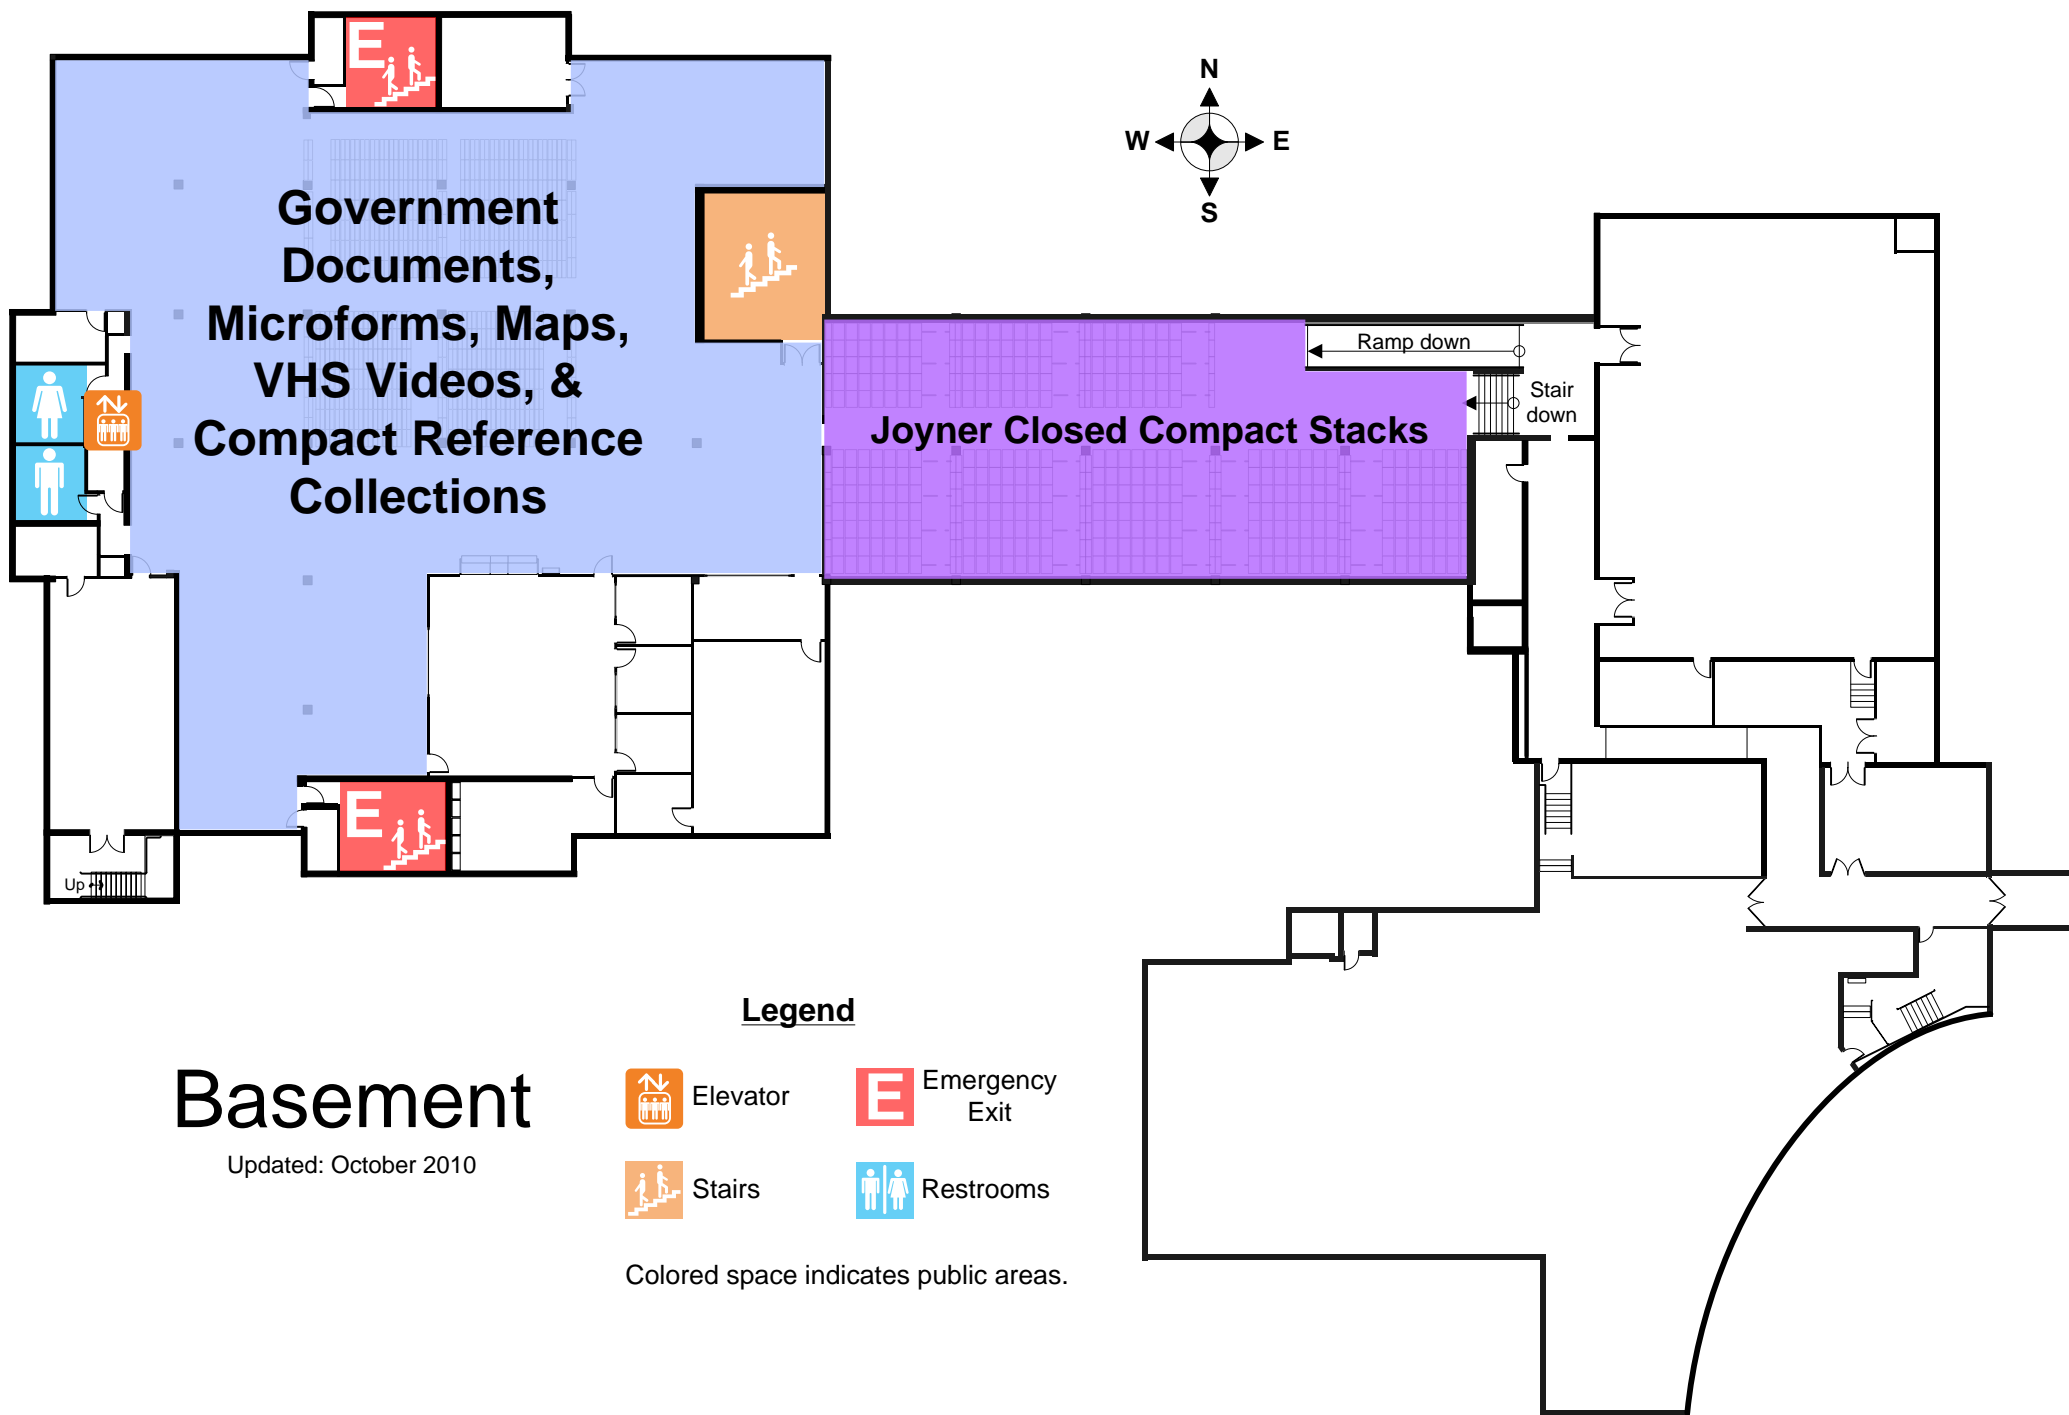 E
N
W
E
S
Government
Documents,
Microforms, Maps,
VHS Videos, &
Compact Reference
Collections
Ramp down
Stair
down
Joyner Closed Compact Stacks
E
Up
Legend
Basement
Updated: October 2010
Elevator
E
Emergency
Exit
Stairs
Restrooms
Colored space indicates public areas.